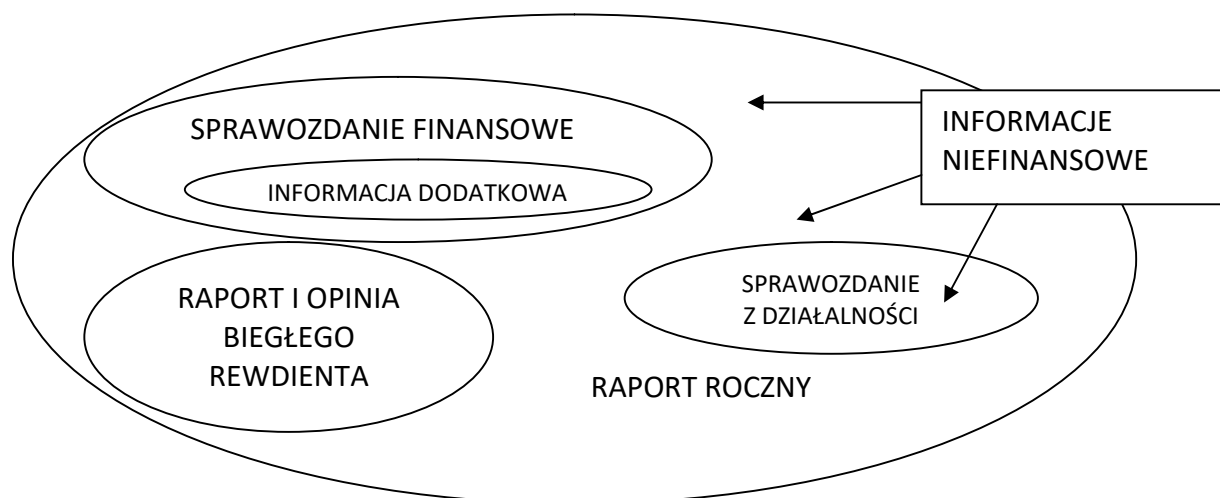 SPRAWOZDANIE FINANSOWE
INFORMACJA DODATKOWA
INFORMACJE
NIEFINANSOWE
RAPORT I OPINIA
BIEGŁEGO
REWDIENTA
SPRAWOZDANIE
Z DZIAŁALNOŚCI
RAPORT ROCZNY